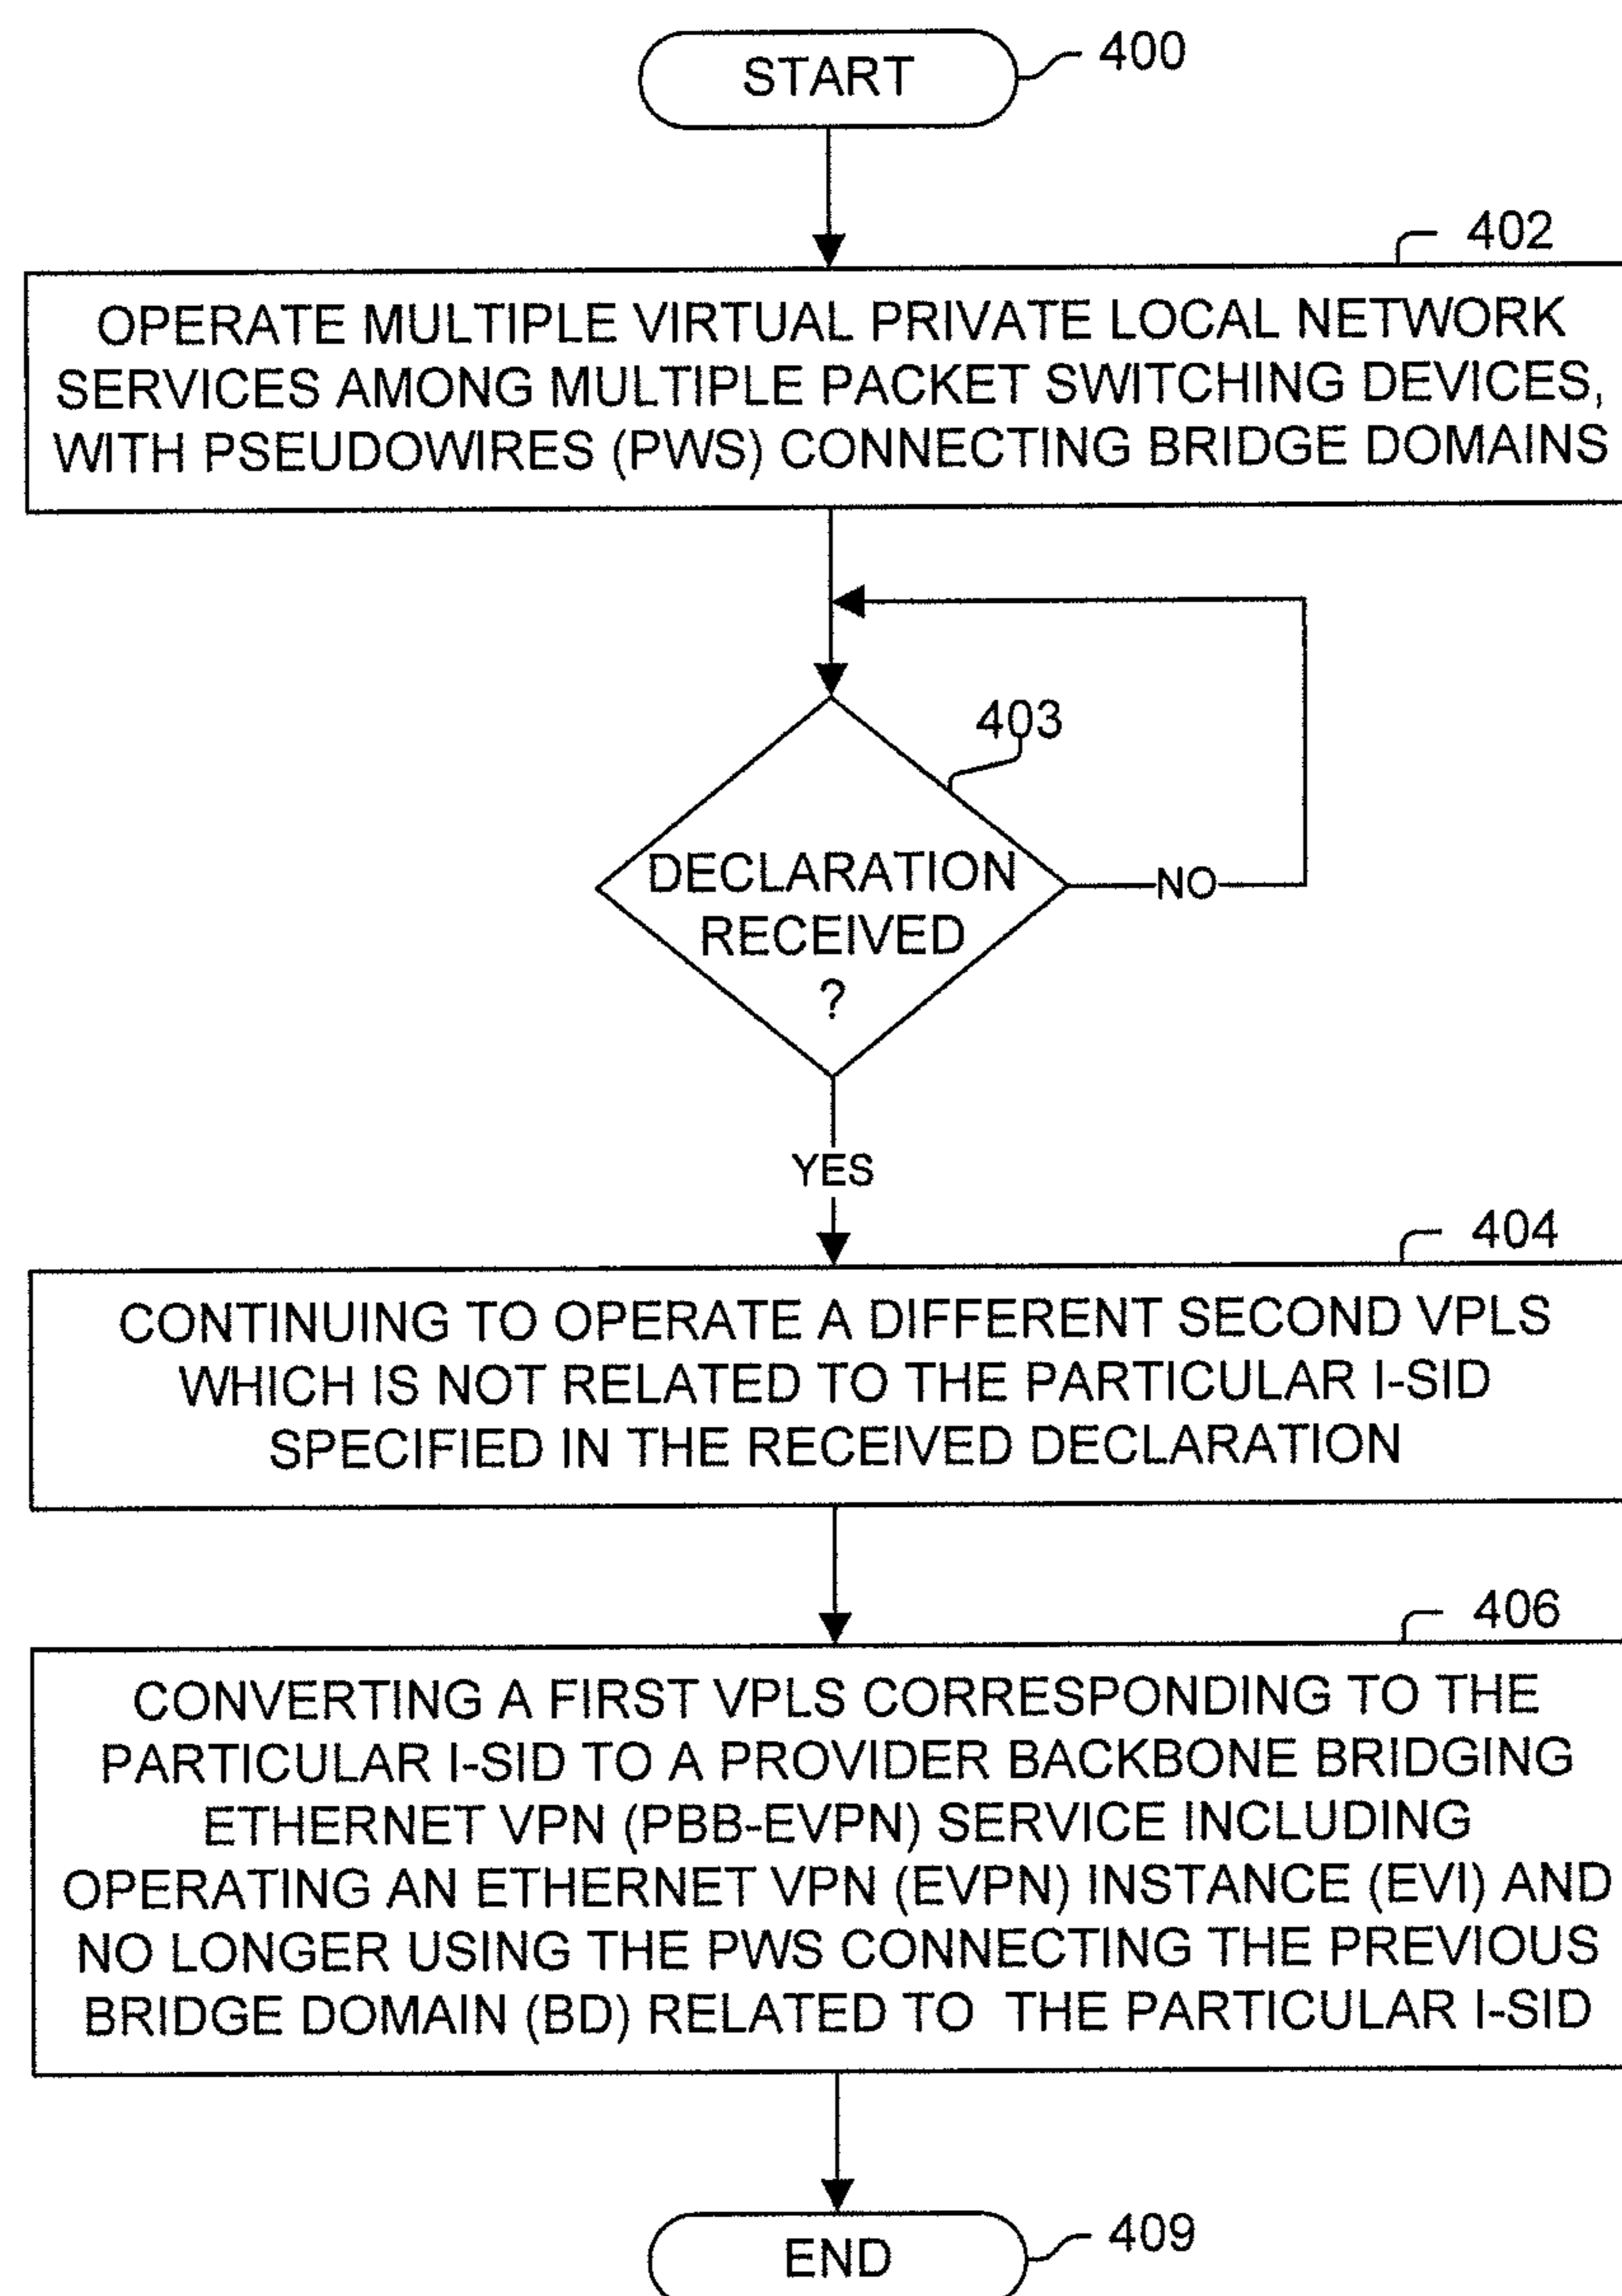 START
400
402
OPERATE MULTIPLE VIRTUAL PRIVATE LOCAL NETWORK
SERVICES AMONG MULTIPLE PACKET SWITCHING DEVICES,
WITH PSEUDOWIRES (PWS) CONNECTING BRIDGE DOMAINS
403
DECLARATION
RECEIVED
?
NO
YES
404
CONTINUING TO OPERATE A DIFFERENT SECOND VPLS
WHICH IS NOT RELATED TO THE PARTICULAR I-SID
SPECIFIED IN THE RECEIVED DECLARATION
406
CONVERTING A FIRST VPLS CORRESPONDING TO THE
PARTICULAR I-SID TO A PROVIDER BACKBONE BRIDGING
ETHERNET VPN (PBB-EVPN) SERVICE INCLUDING
OPERATING AN ETHERNET VPN (EVPN) INSTANCE (EVI) AND
NO LONGER USING THE PWS CONNECTING THE PREVIOUS
BRIDGE DOMAIN (BD) RELATED TO THE PARTICULAR I-SID
END
409